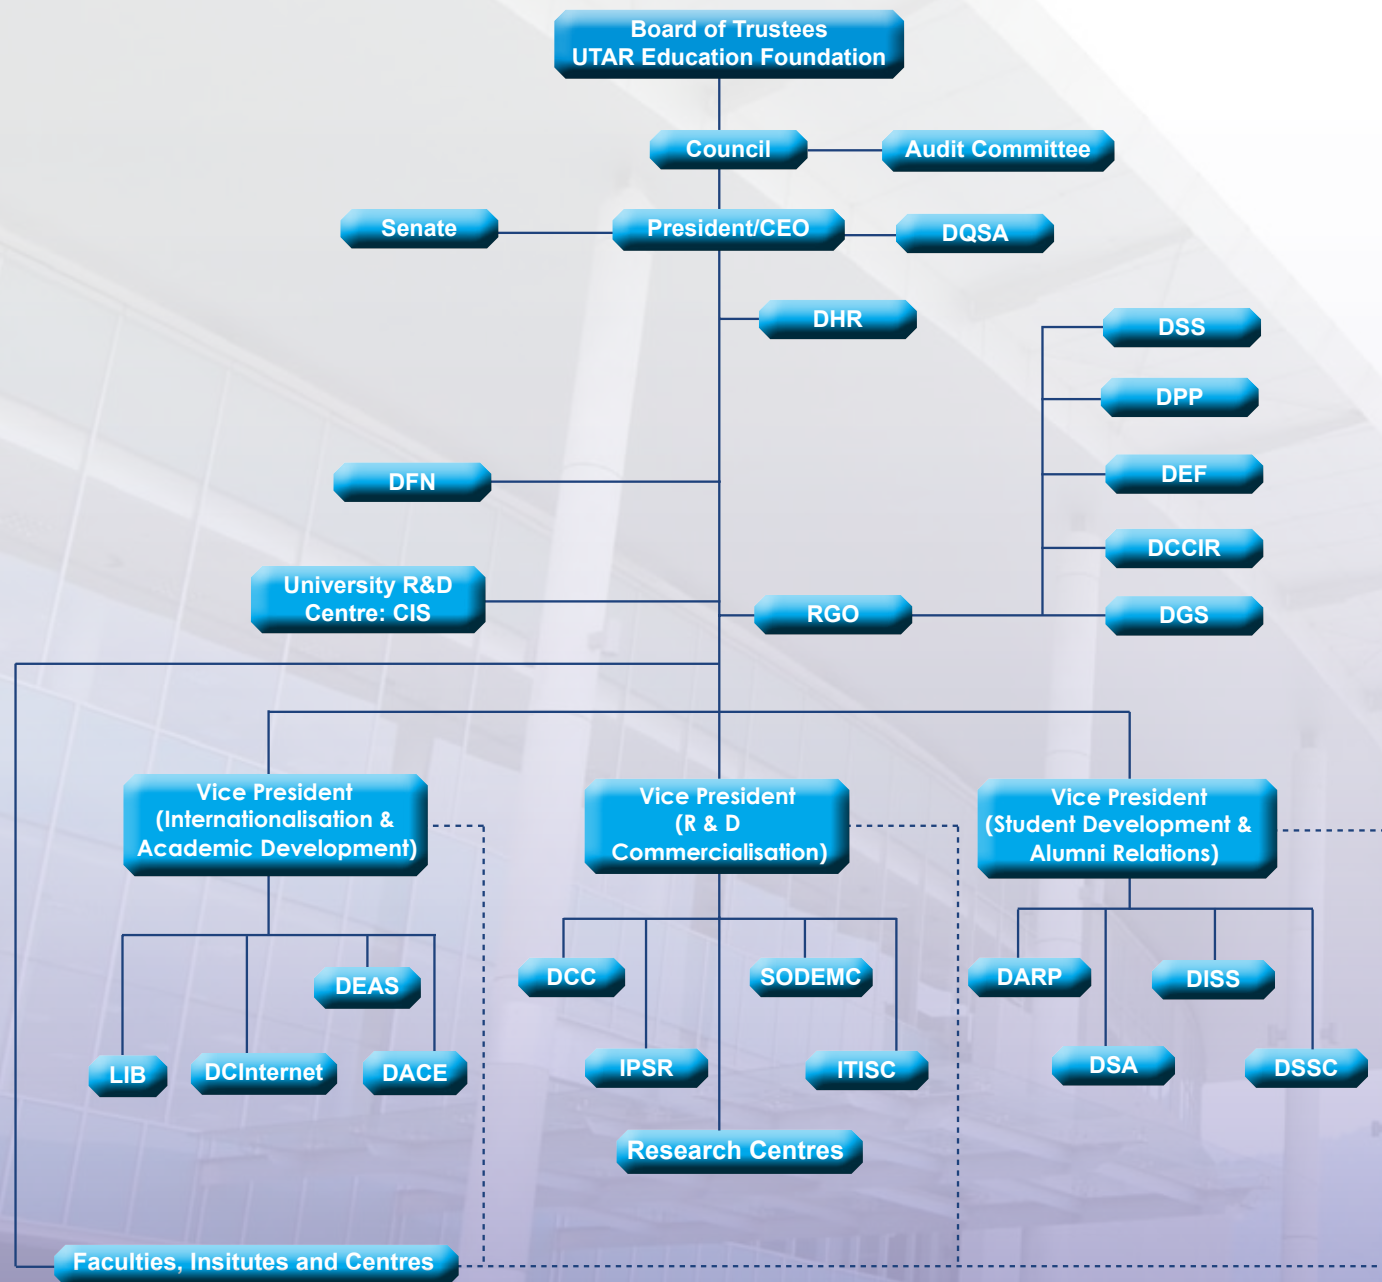 Board of Trustees
UTAR Education Foundation
Council
Audit Committee
Senate
President/CEO
DQSA
DHR
DSS
DPP
DFN
DEF
DCCIR
University R&D
Centre: CIS
RGO
DGS
Vice President
(Internationalisation &
Academic Development)
Vice President
(R & D
Commercialisation)
Vice President
(Student Development &
Alumni Relations)
DEAS
LIB
DCInternet
DACE
DCC
SODEMC
IPSR
ITISC
DARP
DISS
DSA
DSSC
Research Centres
Faculties, Insitutes and Centres